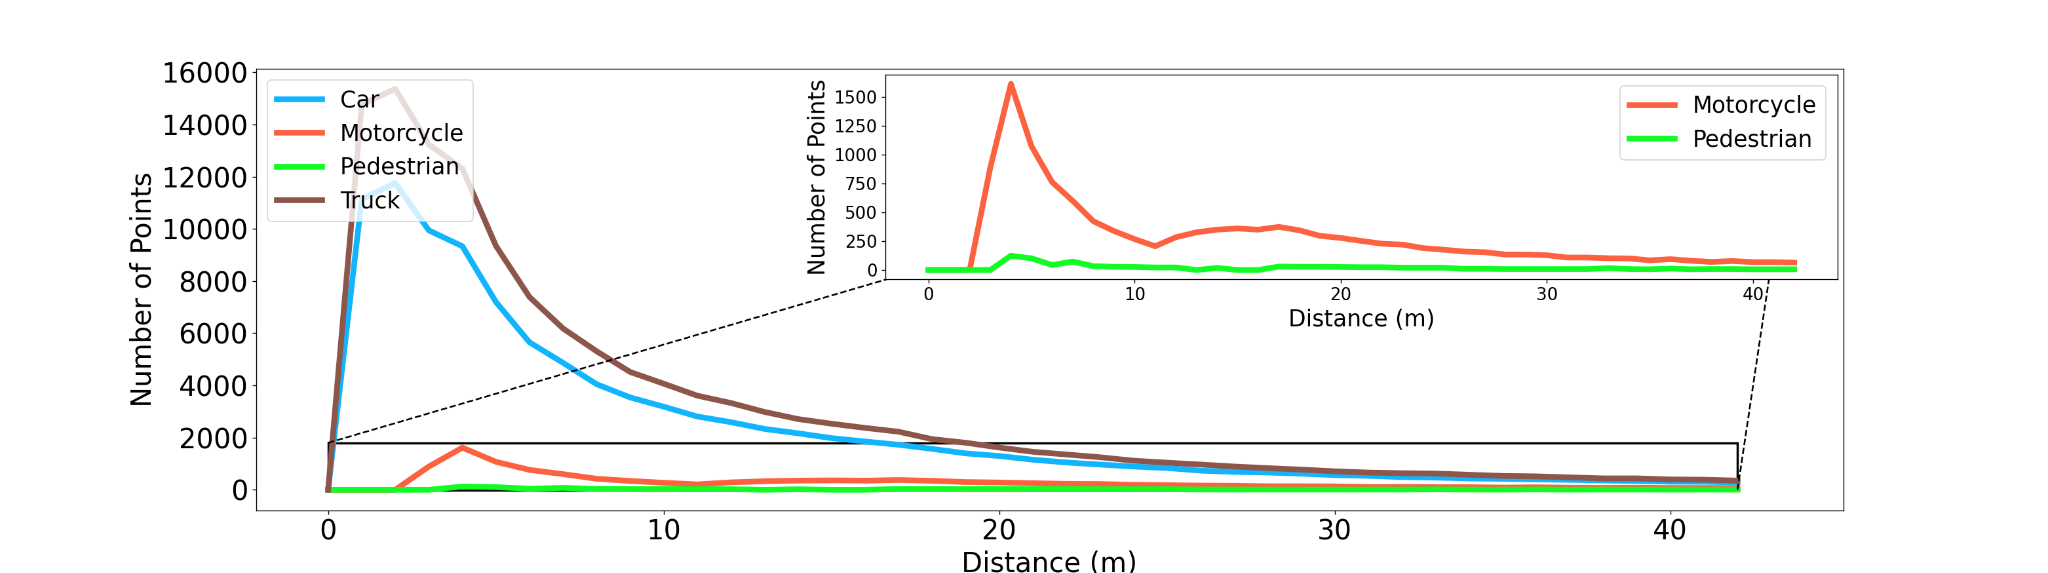 Number of Points
16000
14000
12000
10000
8000
6000
4000
2000
0
0 10 20 30 40
Distance (m)
Car
Motorcycle
Pedestrian
Truck
Number of Points
1500
1250
1000
750
500
250
0
0 10 20 30 40
Distance (m)
Motorcycle
Pedestrian